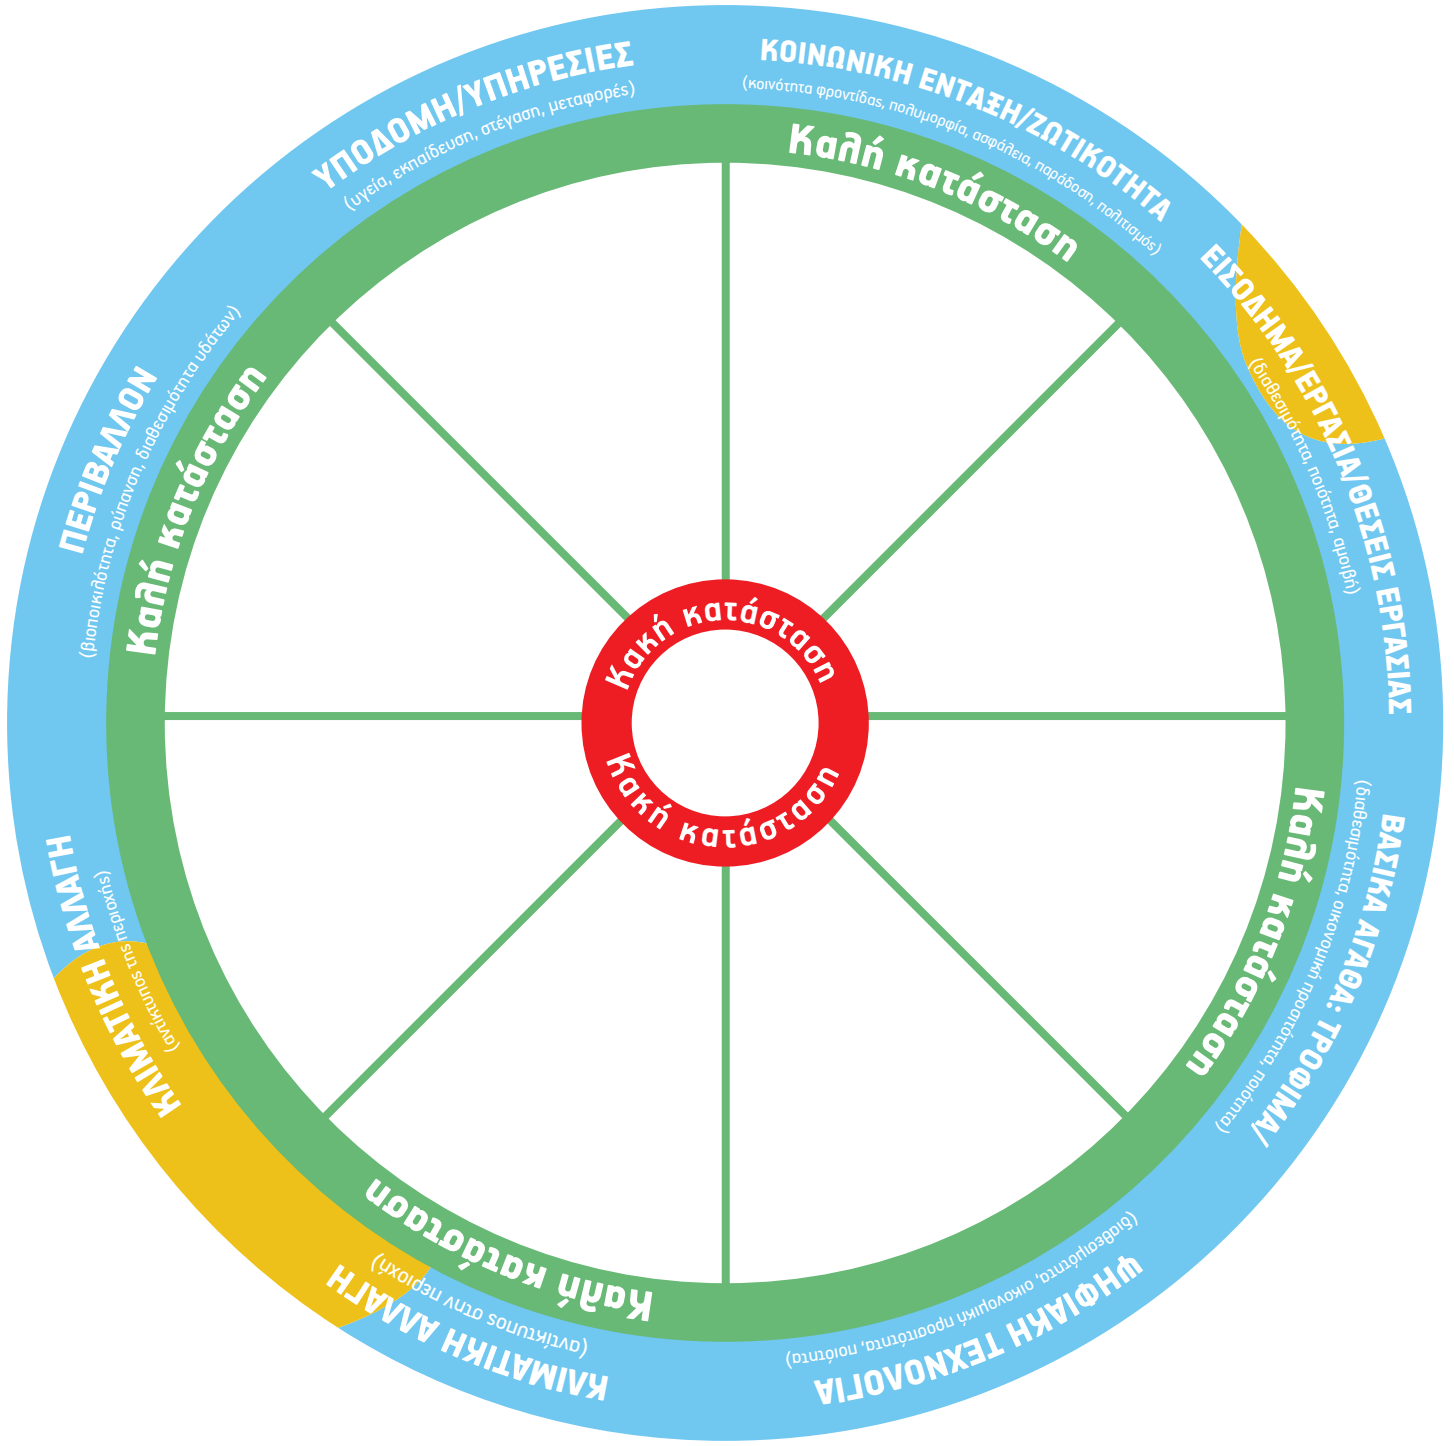 ΚΟΙΝΩΝΙΚΗ ΕΝΤΑΞΗ/ΖΩΤΙΚΟΤΗΤΑ
(κοινότητα φροντίδας, πολυμορφία, ασφάλεια, παράδοση, πολιτισμός)
ΕΙΣΟΔΗΜΑ/ΕΡΓΑΣΙΑ/ΘΕΣΕΙΣ ΕΡΓΑΣΙΑΣ
(διαθεσιμότητα, ποιότητα, αμοιβή)
ΒΑΣΙΚΑ ΑΓΑΘΑ: ΤΡΟΦΙΜΑ/
(διαθεσιμότητα, οικονομική προσιτότητα, ποιότητα)
ΨΗΦΙΑΚΗ ΤΕΧΝΟΛΟΓΙΑ
(διαθεσιμότητα, οικονομική προσιτότητα, ποιότητα)
ΚΛΙΜΑΤΙΚΗ ΑΛΛΑΓΗ
(αντίκτυπος στην περιοχή)
ΚΛΙΜΑΤΙΚΗ ΑΛΛΑΓΗ
(αντίκτυπος της περιοχής)
ΠΕΡΙΒΑΛΛΟΝ
(βιοποικιλότητα, ρύπανση, διαθεσιμότητα υδάτων)
ΥΠΟΔΟΜΗ/ΥΠΗΡΕΣΙΕΣ
(υγεία, εκπαίδευση, στέγαση, μεταφορές)
Καλή κατάσταση
Καλή κατάσταση
Καλή κατάσταση
Καλή κατάσταση
Κακή κατάσταση
Κακή κατάσταση